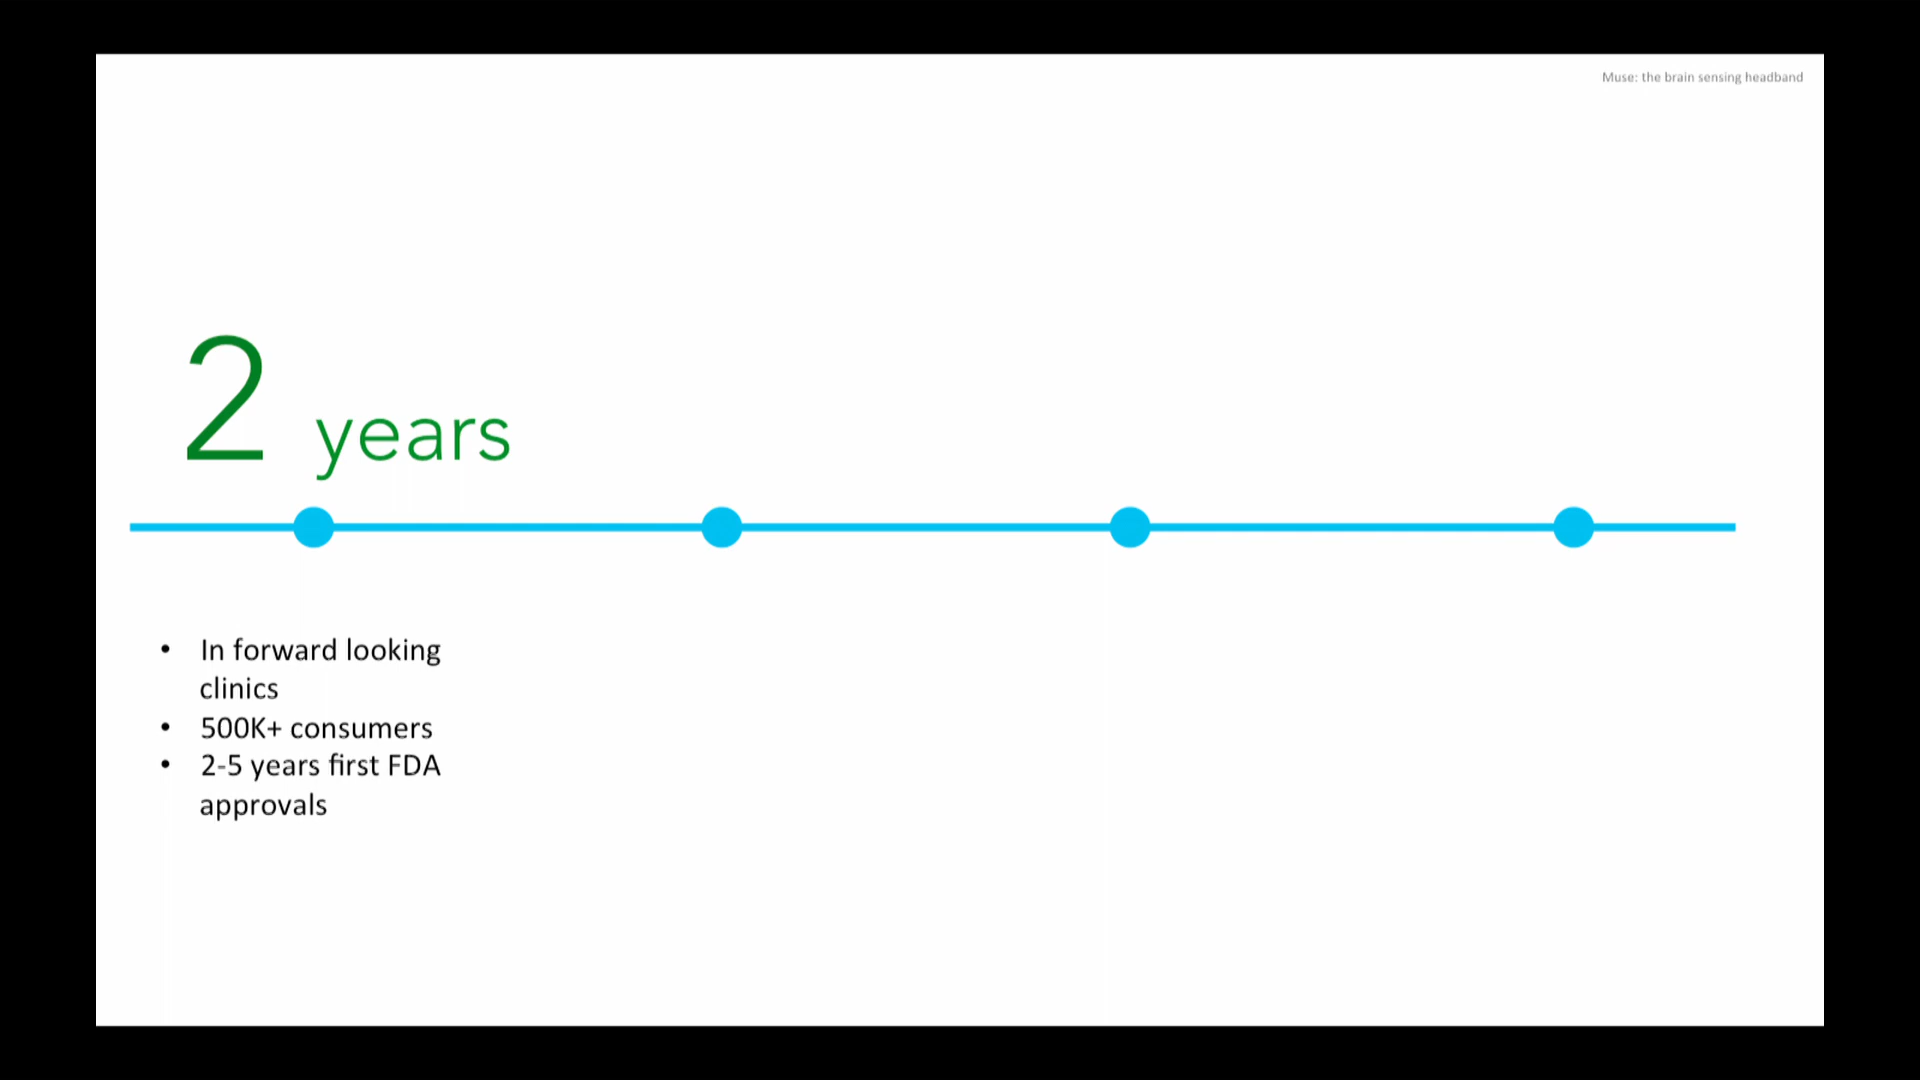 Muse: the brain sensing headband
2 years
• In forward looking
clinics
• 500K+ consumers
• 2-5 years first FDA
approvals